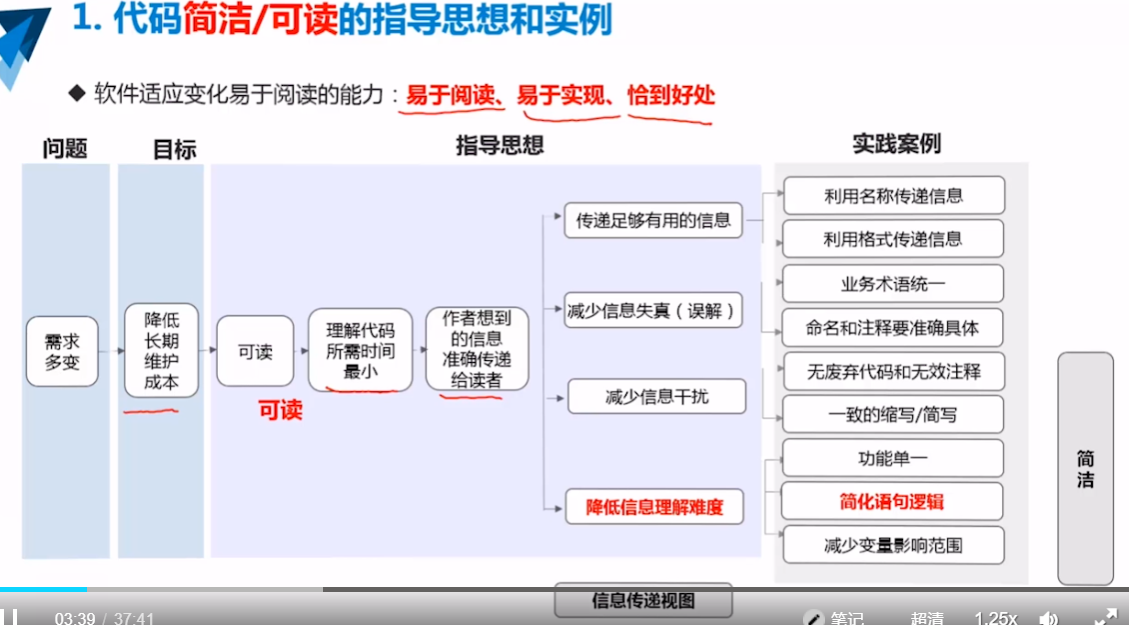 1. 代码简洁/可读的指导思想和实例
◆ 软件适应变化易于阅读的能力：易于阅读、易于实现、恰到好处
问题
目标
指导思想
实践案例
需求
多变
降低
长期
维护
成本
可读
可读
理解代码
所需时间
最小
作者想到
的信息
准确传递
给读者
传递足够有用的信息
减少信息失真（误解）
减少信息干扰
降低信息理解难度
利用名称传递信息
利用格式传递信息
业务术语统一
命名和注释要准确具体
无废弃代码和无效注释
一致的缩写/简写
功能单一
简化语句逻辑
减少变量影响范围
简
洁
信息传递视图
03:39 / 37:41
笔记
超清
1.25x